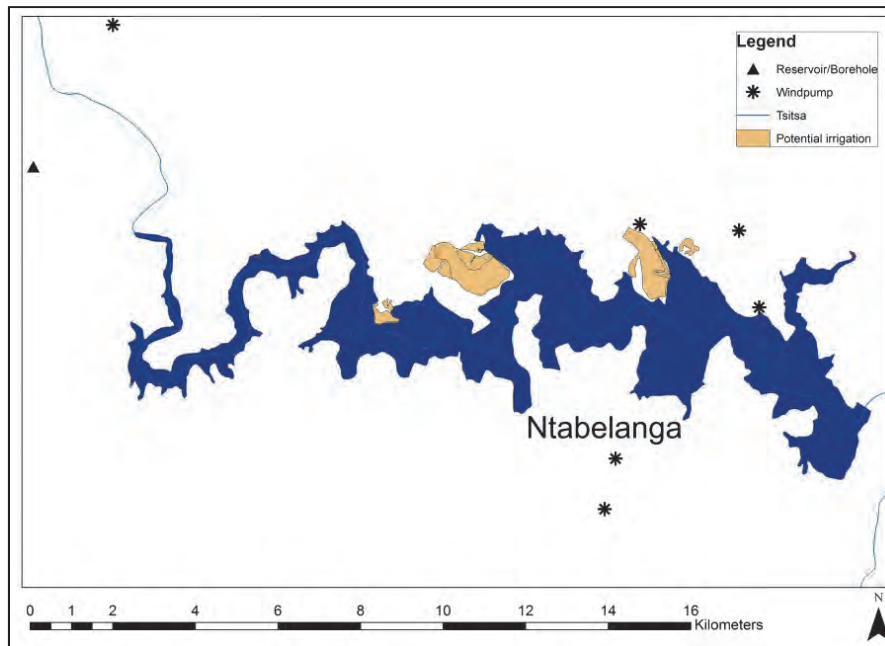 Legend
Reservoir/Borehole
Windpump
Tsitsa
Potential irrigation
Ntabelanga
N
0 1 2 4 6 8 10 12 14 16
Kilometers